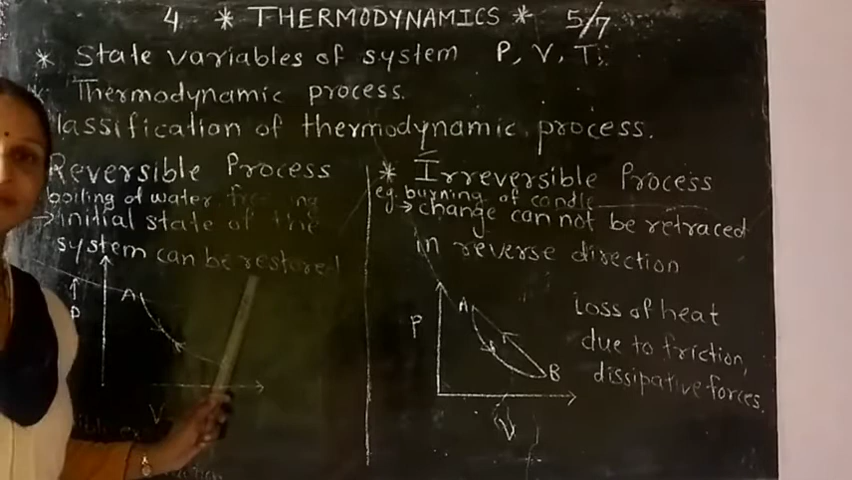 4 * THERMODYNAMICS * 5/7
* State variables of system P, V, T;
* Thermodynamic process.
lassification of thermodynamic process.
Reversible Process
boiling of water
→ initial state of the
system can be restored
A
P
V
* Irreversible Process
eg. burning of candle
→ change can not be retraced
in reverse direction
P
A
B
V
Loss of heat
due to friction,
dissipative forces.